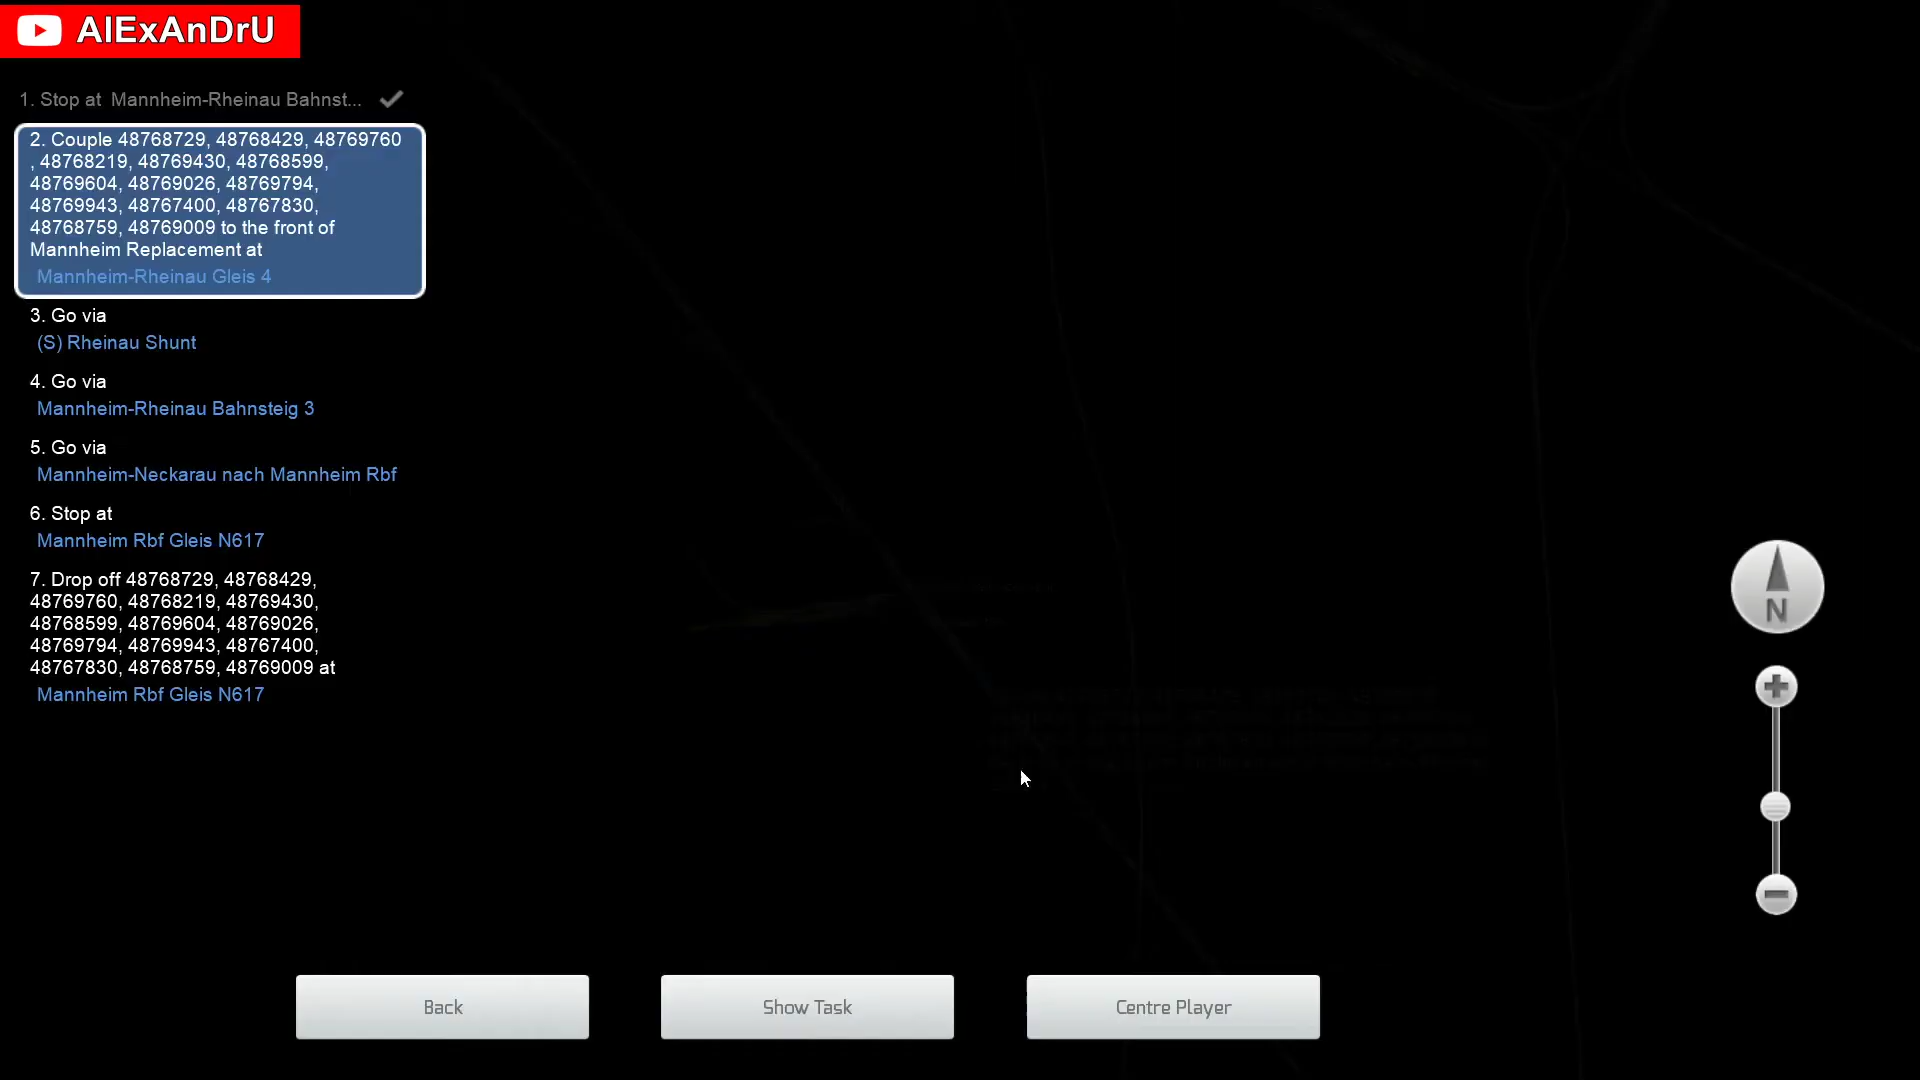 AlExAnDrU
1. Stop at Mannheim-Rheinau Bahnst...
2. Couple 48768729, 48768429, 48769760
, 48768219, 48769430, 48768599,
48769604, 48769026, 48769794,
48769943, 48767400, 48767830,
48768759, 48769009 to the front of
Mannheim Replacement at
Mannheim-Rheinau Gleis 4
3. Go via
(S) Rheinau Shunt
4. Go via
Mannheim-Rheinau Bahnsteig 3
5. Go via
Mannheim-Neckarau nach Mannheim Rbf
6. Stop at
Mannheim Rbf Gleis N617
7. Drop off 48768729, 48768429,
48769760, 48768219, 48769430,
48768599, 48769604, 48769026,
48769794, 48769943, 48767400,
48767830, 48768759, 48769009 at
Mannheim Rbf Gleis N617
N
Back
Show Task
Centre Player